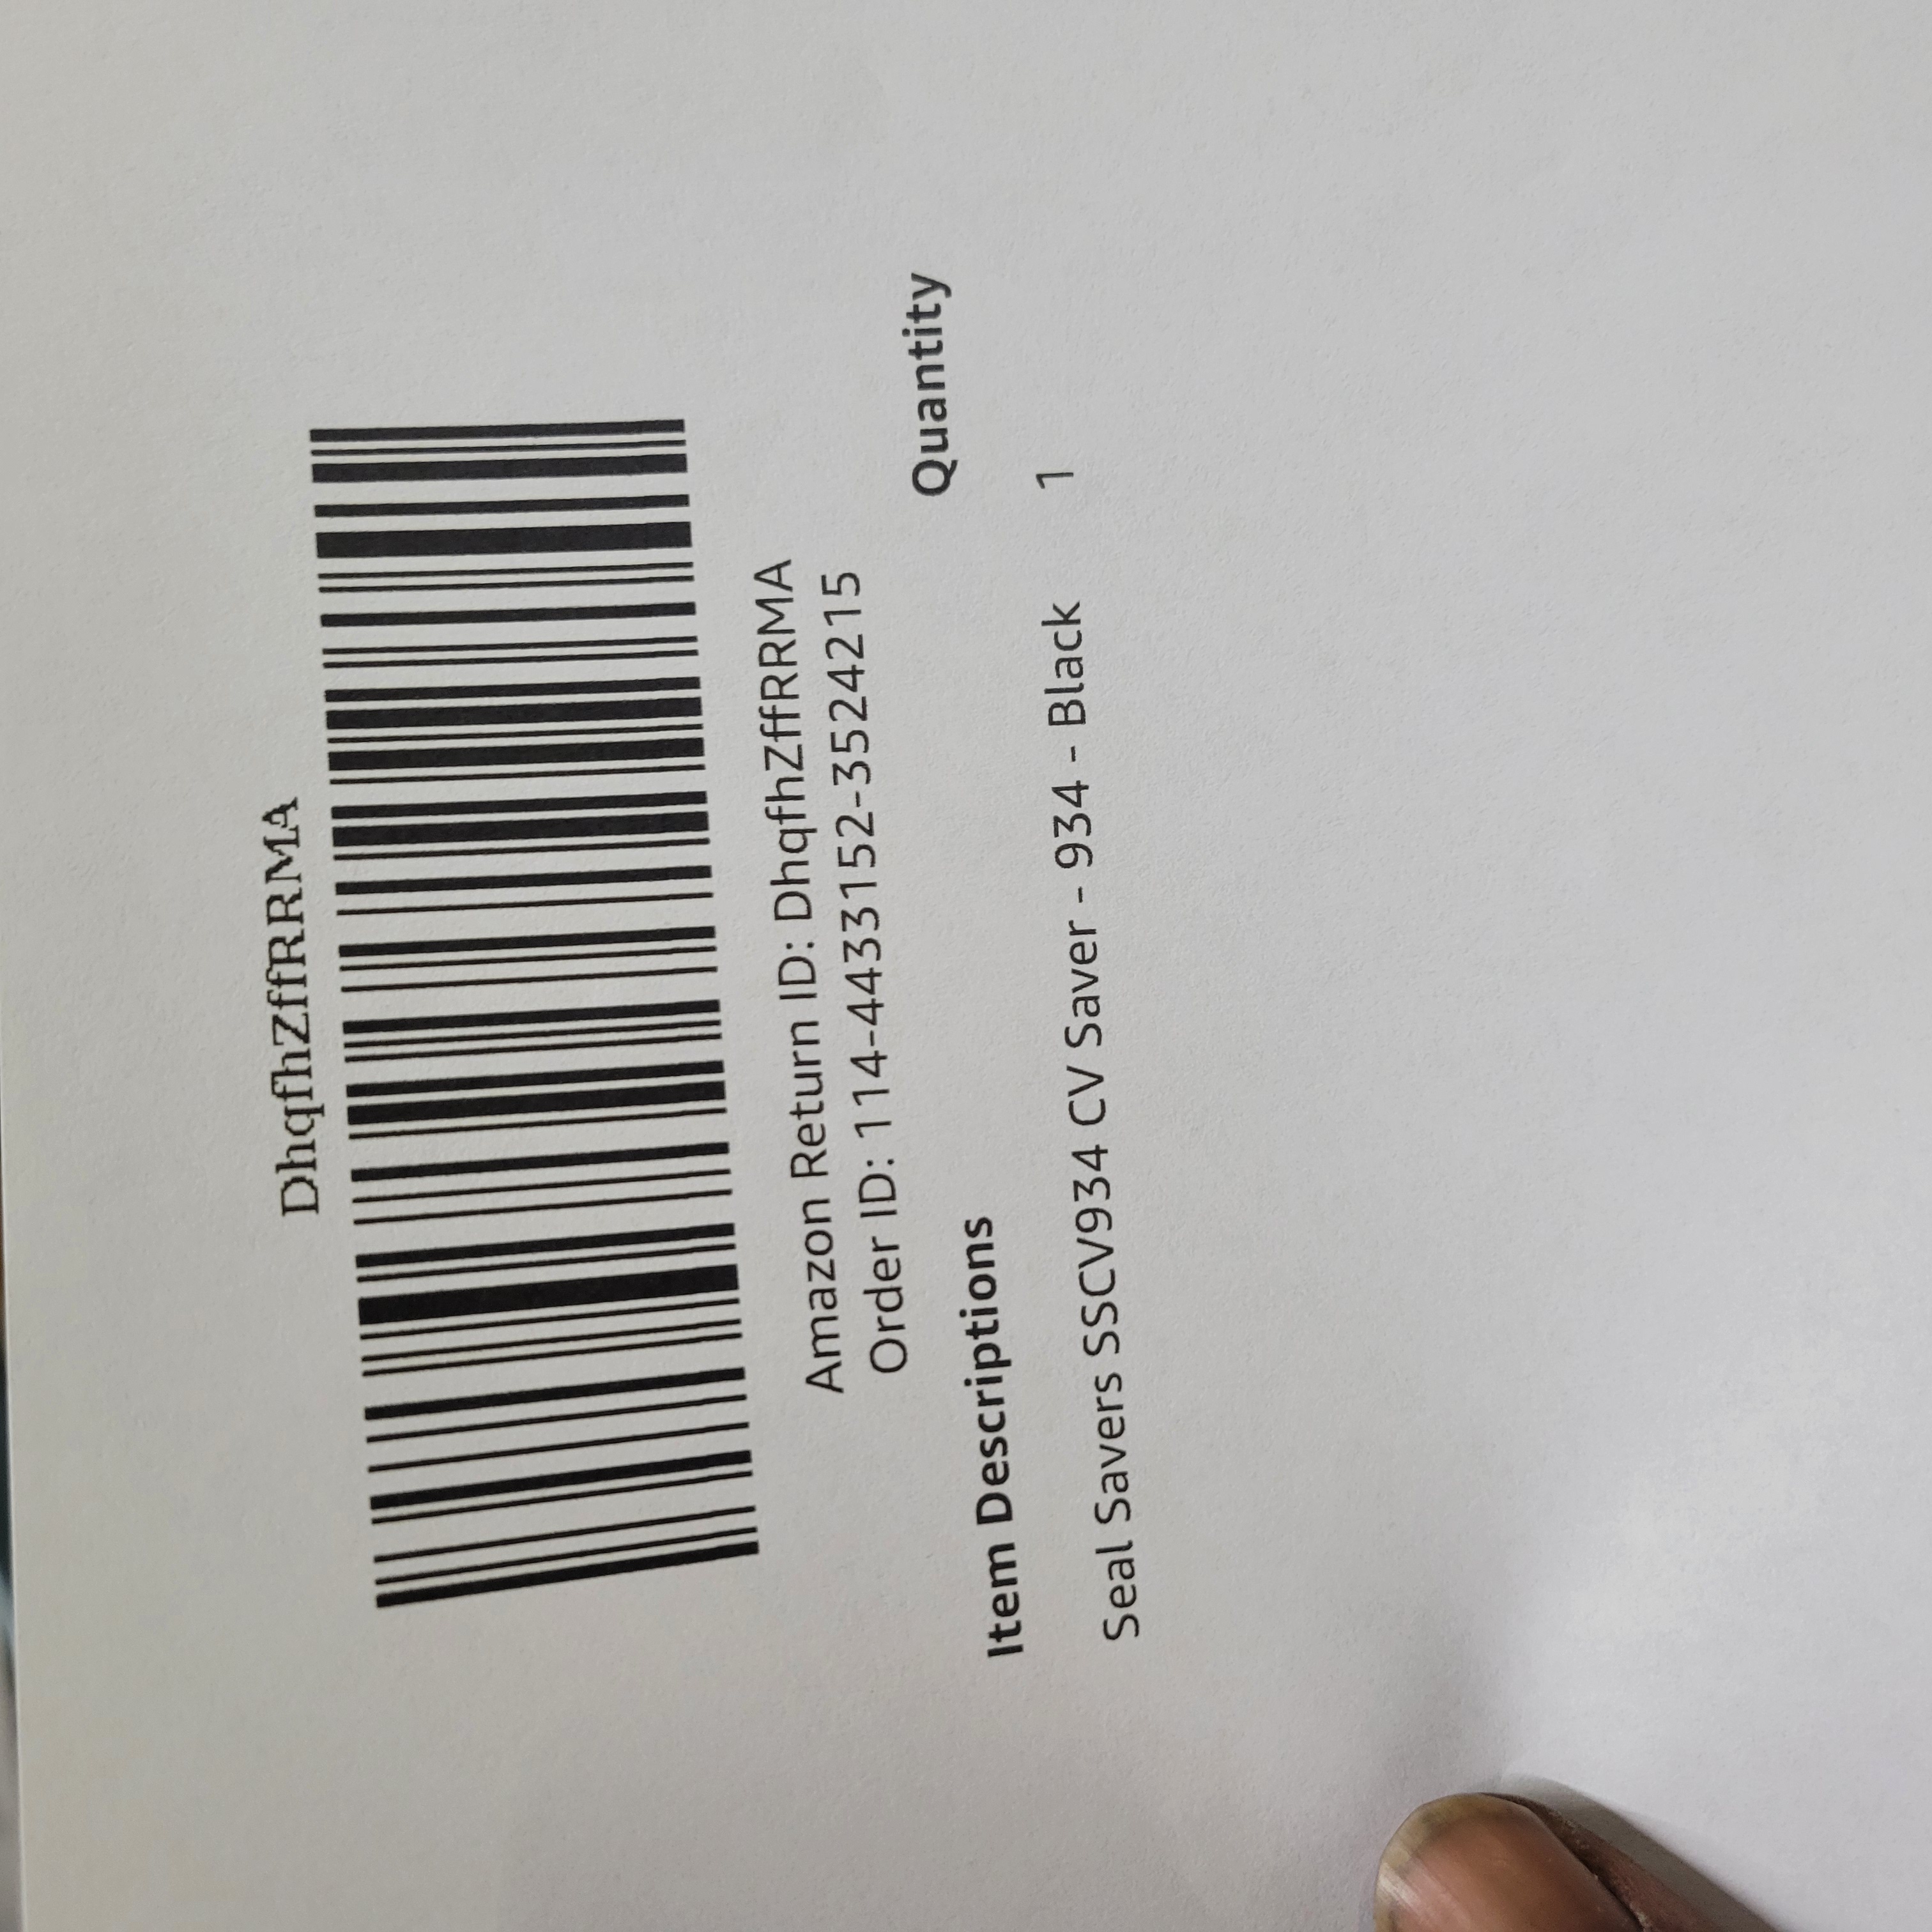 DhqfhZffRRMA
Amazon Return ID: DhqfhZffRRMA
Order ID: 114-4433152-3524215
Item Descriptions Quantity
Seal Savers SSCV934 CV Saver - 934 - Black 1